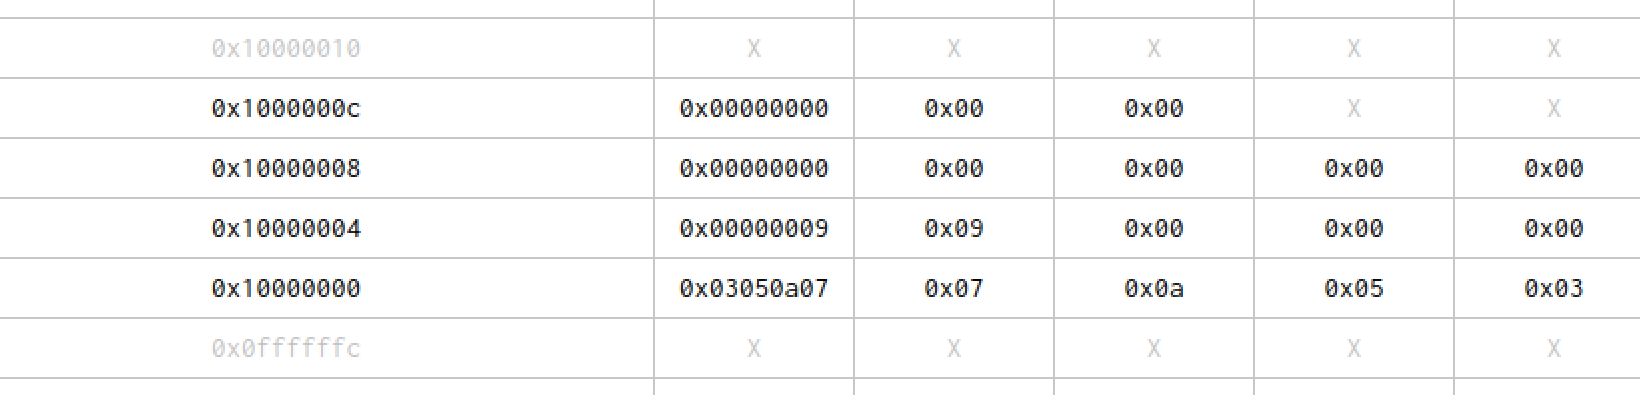 0x10000010 X X X X X
0x1000000c 0x00000000 0x00 0x00 X X
0x10000008 0x00000000 0x00 0x00 0x00 0x00
0x10000004 0x00000009 0x09 0x00 0x00 0x00
0x10000000 0x03050a07 0x07 0x0a 0x05 0x03
0x0ffffffc X X X X X